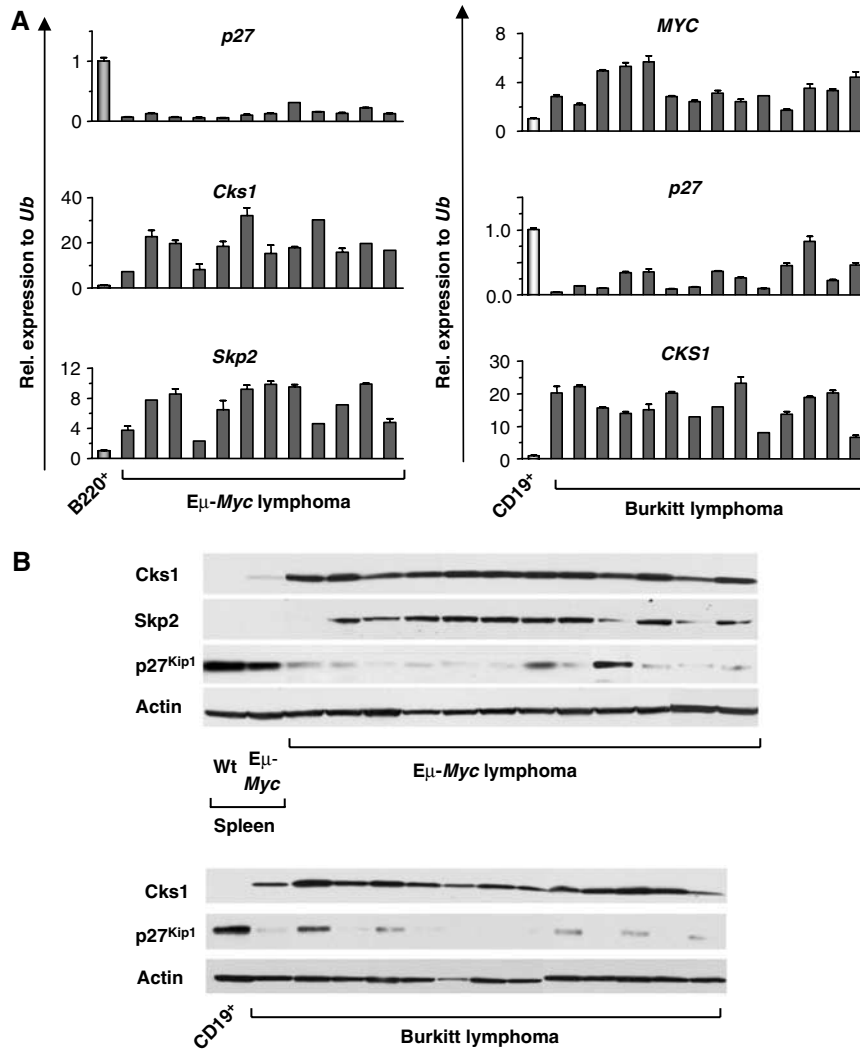 A
Rel. expression to Ub
p27
1
0
Cks1
40
20
0
Skp2
12
8
4
0
B220⁺
Eμ-Myc lymphoma
Rel. expression to Ub
MYC
8
4
0
p27
1.0
0.0
CKS1
30
20
10
0
CD19⁺
Burkitt lymphoma
B
Cks1
Skp2
p27ᴷⁱᵖ¹
Actin
Wt
Eμ-
Myc
Spleen
Eμ-Myc lymphoma
Cks1
p27ᴷⁱᵖ¹
Actin
CD19⁺
Burkitt lymphoma